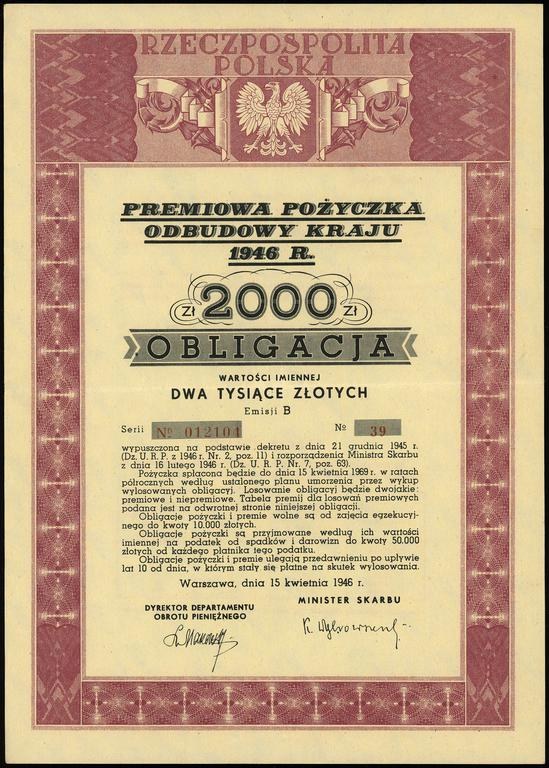 RZECZPOSPOLITA
POLSKA
PREMIOWA POŻYCZKA
ODBUDOWY KRAJU
1946 R.
ZŁ 2000 ZŁ
OBLIGACJA
WARTOŚCI IMIENNEJ
DWA TYSIĄCE ZŁOTYCH
Emisji B
Serii № 012104 № 39
wypuszczona na podstawie dekretu z dnia 21 grudnia 1945 r.
(Dz. U. R. P. z 1946 r. Nr. 2, poz. 11) i rozporządzenia Ministra Skarbu
z dnia 16 lutego 1946 r. (Dz. U. R. P. Nr. 7, poz. 63).
Pożyczka spłacona będzie do dnia 15 kwietnia 1969 r. w ratach
półrocznych według ustalonego planu umorzenia przez wykup
wylosowanych obligacyj. Losowanie obligacyj będzie dwojakie:
premiowe i niepremiowe. Tabela premij dla losowań premiowych
podana jest na odwrotnej stronie niniejszej obligacji.
Obligacje pożyczki i premie wolne są od zajęcia egzekucyj-
nego do kwoty 10.000 złotych.
Obligacje pożyczki są przyjmowane według ich wartości
imiennej na podatek od spadków i darowizn do kwoty 50.000
złotych od każdego płatnika tego podatku.
Obligacje pożyczki i premie ulegają przedawnieniu po upływie
lat 10 od dnia, w którym stały się płatne na skutek wylosowania.
Warszawa, dnia 15 kwietnia 1946 r.
DYREKTOR DEPARTAMENTU
OBROTU PIENIĘŻNEGO
MINISTER SKARBU